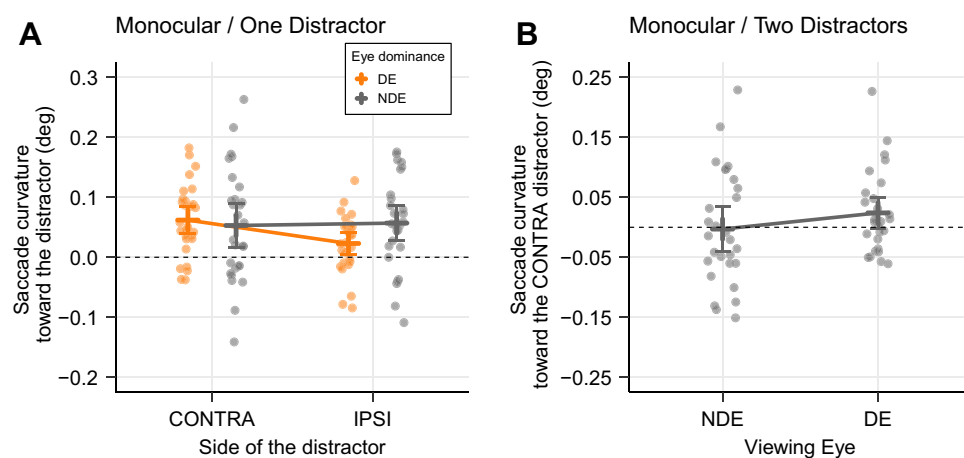 A
Monocular / One Distractor
Eye dominance
DE
NDE
Saccade curvature
toward the distractor (deg)
0.3
0.2
0.1
0.0
−0.1
−0.2
CONTRA
IPSI
Side of the distractor
B
Monocular / Two Distractors
Saccade curvature
toward the CONTRA distractor (deg)
0.25
0.15
0.05
−0.05
−0.15
−0.25
NDE
DE
Viewing Eye